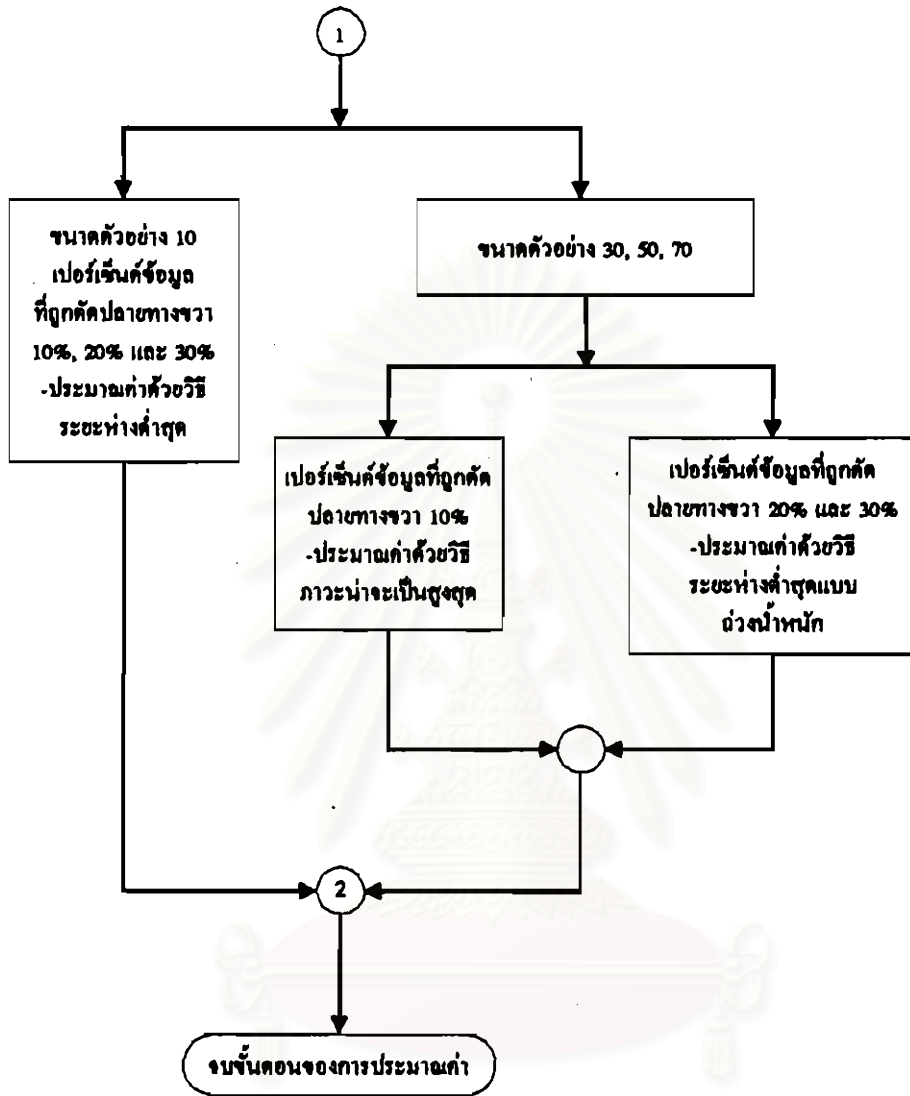 1
ขนาดตัวอย่าง 10
เปอร์เซ็นต์ข้อมูล
ที่ถูกตัดปลายทางขวา
10%, 20% และ 30%
-ประมาณค่าด้วยวิธี
ระยะห่างต่ำสุด
ขนาดตัวอย่าง 30, 50, 70
เปอร์เซ็นต์ข้อมูลที่ถูกตัด
ปลายทางขวา 10%
-ประมาณค่าด้วยวิธี
ภาวะน่าจะเป็นสูงสุด
เปอร์เซ็นต์ข้อมูลที่ถูกตัด
ปลายทางขวา 20% และ 30%
-ประมาณค่าด้วยวิธี
ระยะห่างต่ำสุดแบบ
ถ่วงน้ำหนัก
2
จบขั้นตอนของการประมาณค่า